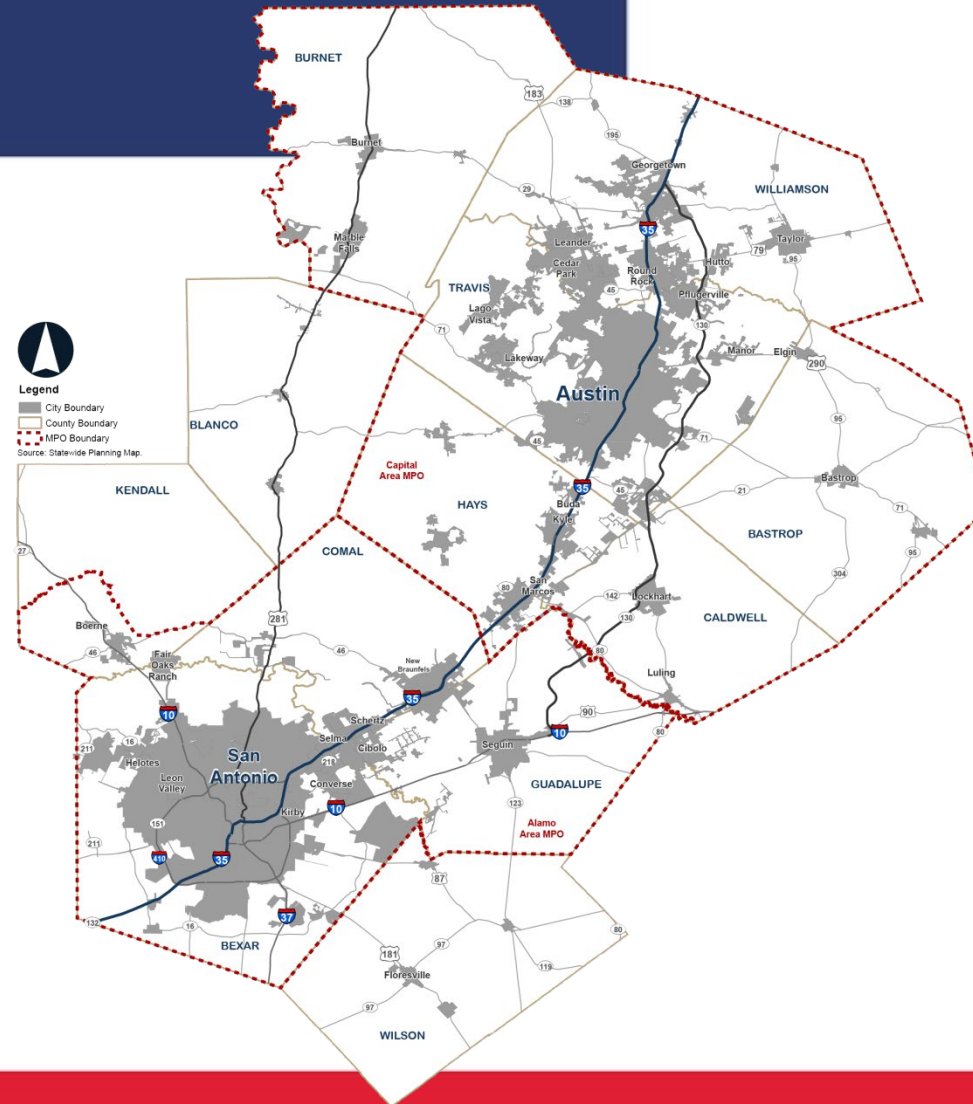 BURNET
183
138
195
Burnet
Georgetown
WILLIAMSON
29
35
Marble
Falls
Leander
Taylor
79
Cedar
Park
Hutto
95
Round
Rock
TRAVIS
45
Pflugerville
Lago
Vista
130
71
Lakeway
Manor
Elgin
290
Legend
City Boundary
County Boundary
MPO Boundary
Source: Statewide Planning Map.
Austin
BLANCO
95
45
71
Capital
Area MPO
Bastrop
KENDALL
35
45
21
HAYS
Buda
71
Kyle
BASTROP
COMAL
95
27
304
San
Marcos
80
142
Lockhart
281
130
CALDWELL
Boerne
46
46
80
Fair
Oaks
Ranch
New
Braunfels
Luling
35
10
90
Schertz
10
80
211
16
Selma
Seguin
San
Antonio
Cibolo
Helotes
218
Leon
Valley
Converse
GUADALUPE
10
123
Kirby
151
Alamo
Area MPO
211
410
35
87
37
132
16
80
BEXAR
97
181
119
Floresville
97
WILSON